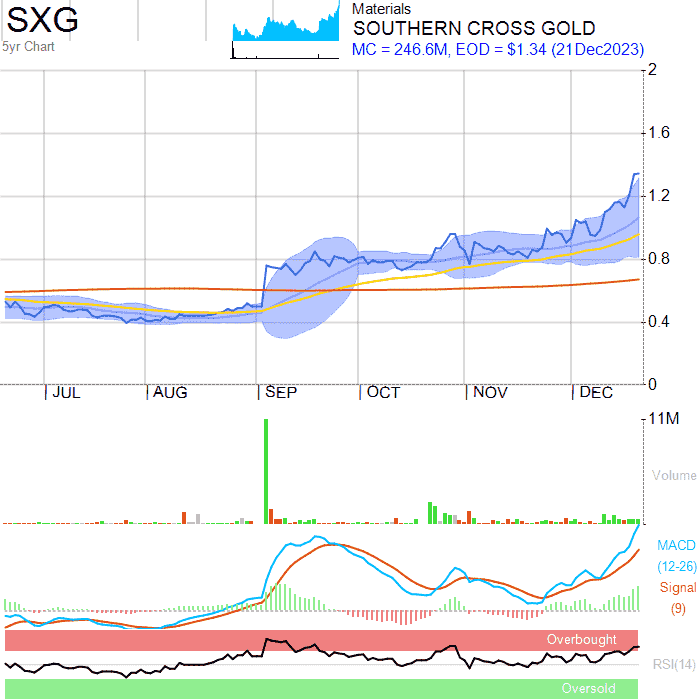 SXG
5yr Chart
Materials
SOUTHERN CROSS GOLD
MC = 246.6M, EOD = $1.34 (21Dec2023)
2
1.6
1.2
0.8
0.4
0
JUL AUG SEP OCT NOV DEC
11M
Volume
MACD
(12-26)
Signal
(9)
Overbought
RSI(14)
Oversold